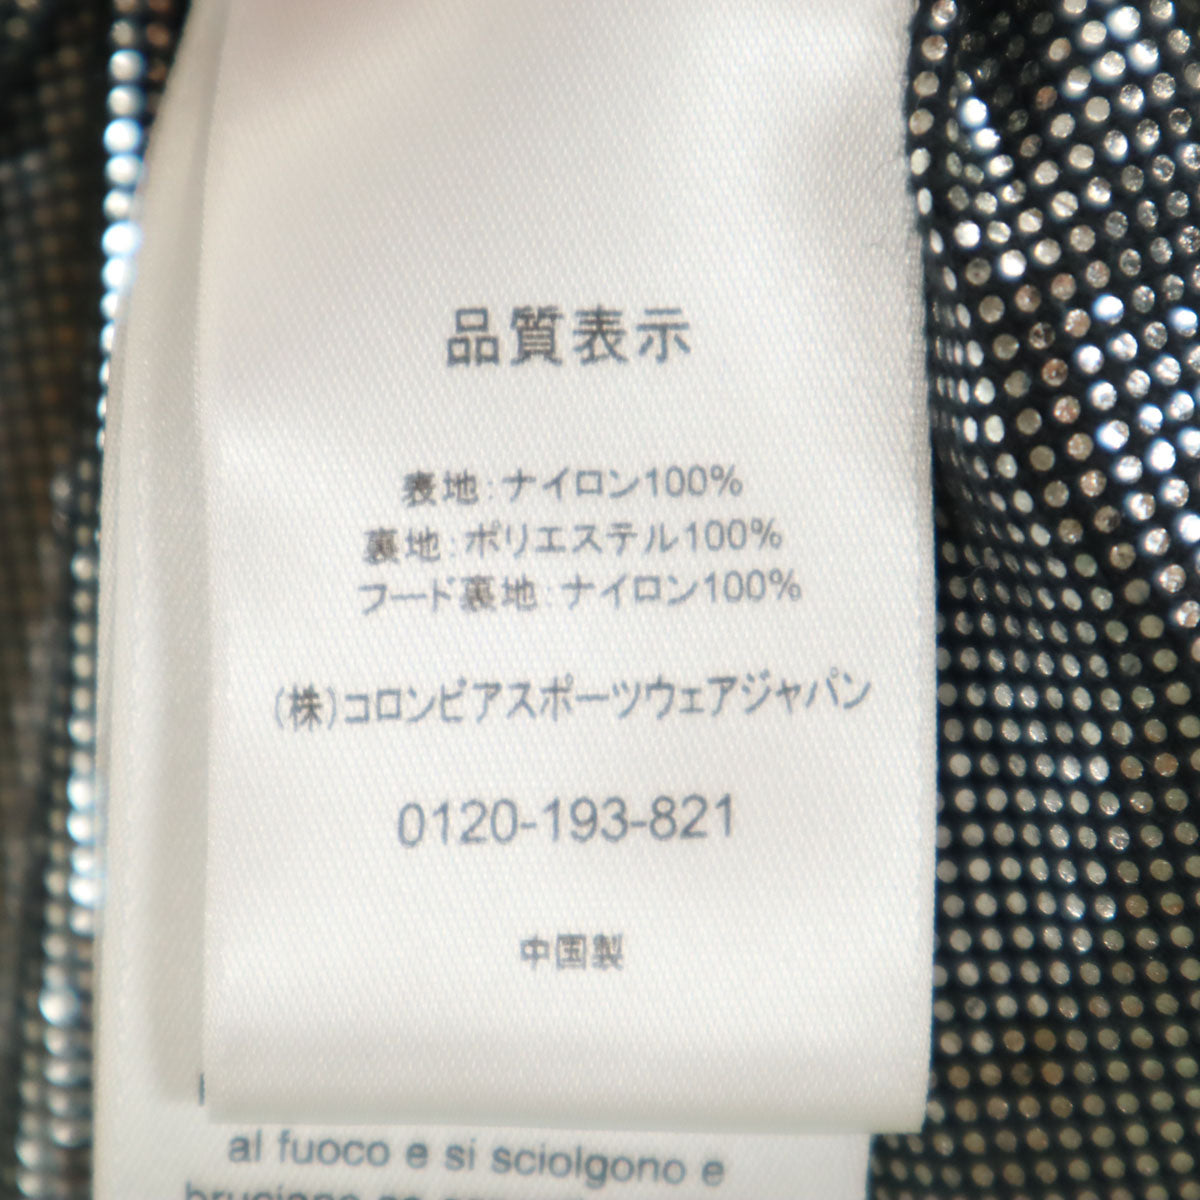 品質表示
表地:ナイロン100%
裏地:ポリエステル100%
フード裏地:ナイロン100%
(株)コロンビアスポーツウェアジャパン
0120-193-821
中国製
al fuoco e si sciolgono e
bruciano se